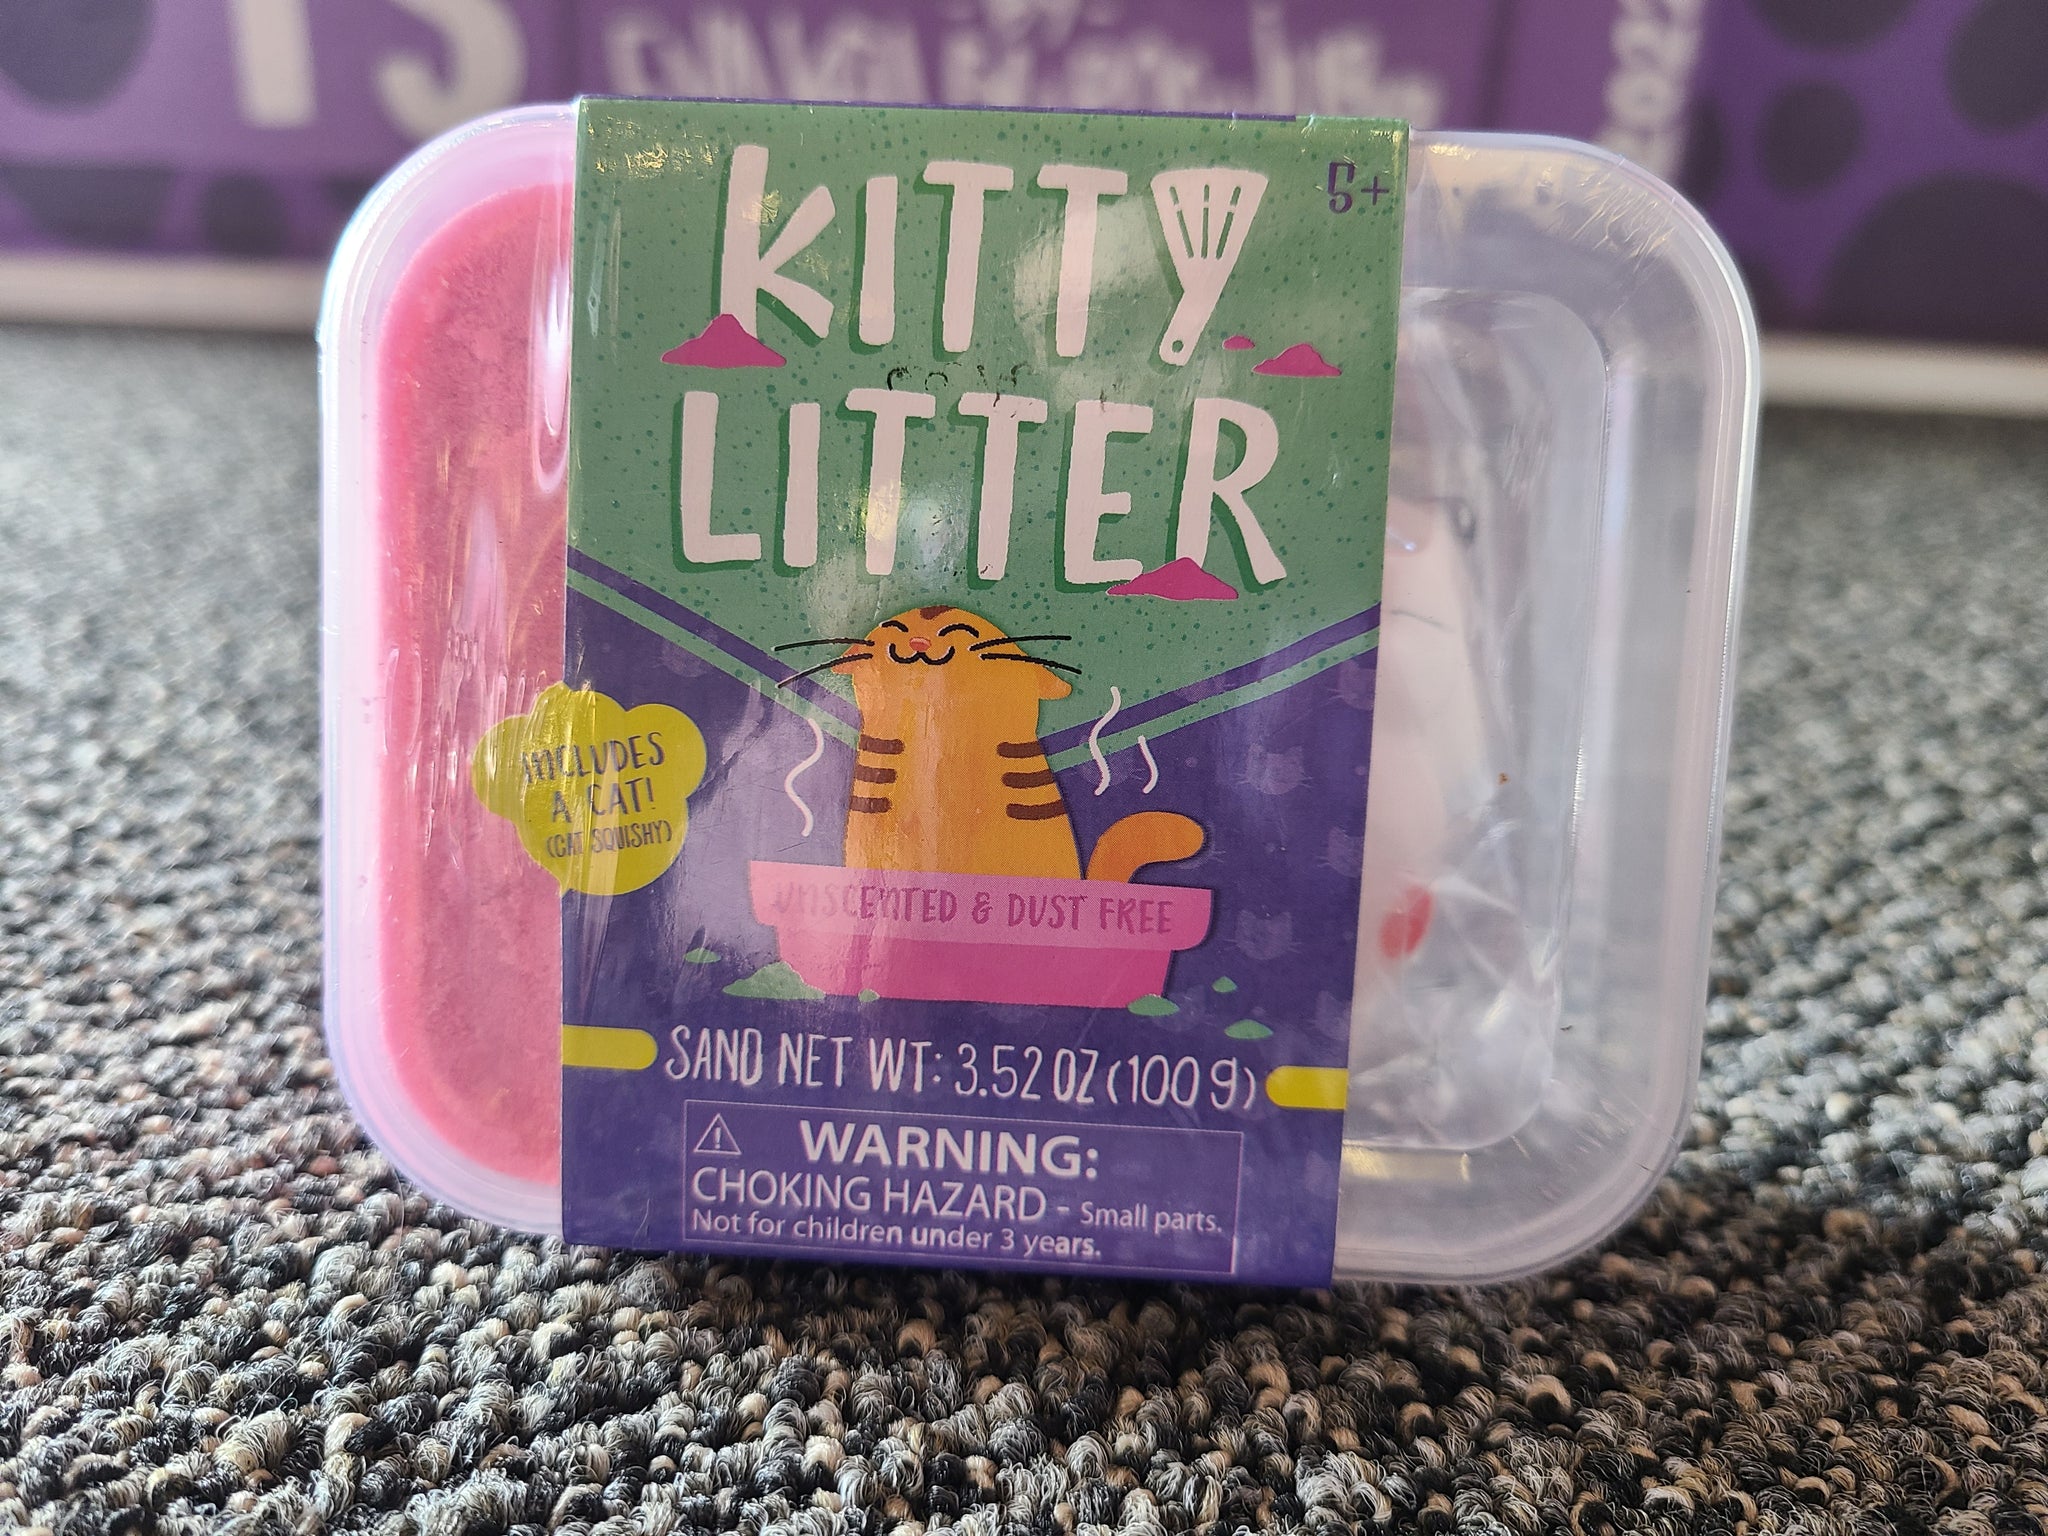 KITTY
5+
LITTER
INCLUDES
A CAT!
(CAT SQUISHY)
UNSCENTED & DUST FREE
SAND NET WT: 3.52 OZ (100 g)
WARNING:
CHOKING HAZARD - Small parts.
Not for children under 3 years.